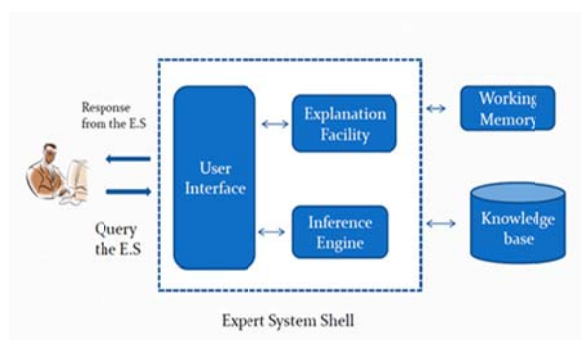 Response
from the E.S
Query
the E.S
User
Interface
Explanation
Facility
Inference
Engine
Working
Memory
Knowledge
base
Expert System Shell